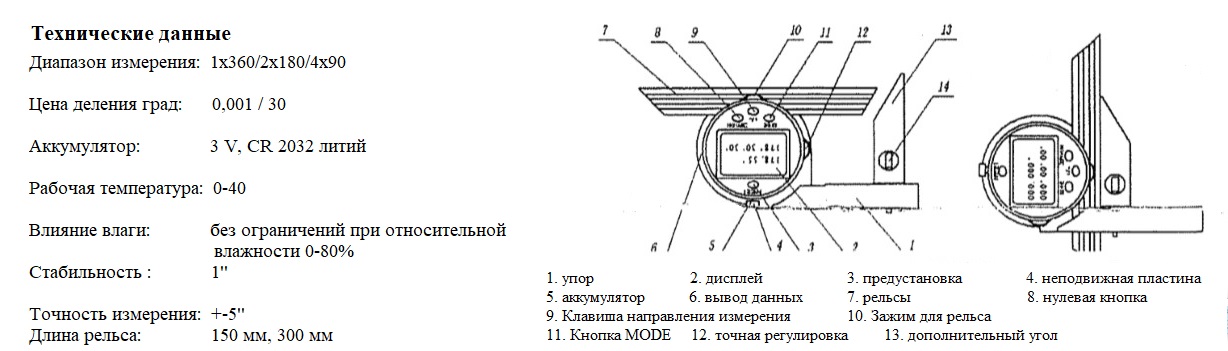 Технические данные
Диапазон измерения: 1x360/2x180/4x90
Цена деления град: 0,001 / 30
Аккумулятор: 3 V, CR 2032 литий
Рабочая температура: 0-40
Влияние влаги: без ограничений при относительной
влажности 0-80%
Стабильность : 1"
Точность измерения: +-5"
Длина рельса: 150 мм, 300 мм
7 8 9 10 11 12 13
14
6 5 4 3 2 1
1. упор 2. дисплей 3. предустановка 4. неподвижная пластина
5. аккумулятор 6. вывод данных 7. рельсы 8. нулевая кнопка
9. Клавиша направления измерения 10. Зажим для рельса
11. Кнопка MODE 12. точная регулировка 13. дополнительный угол